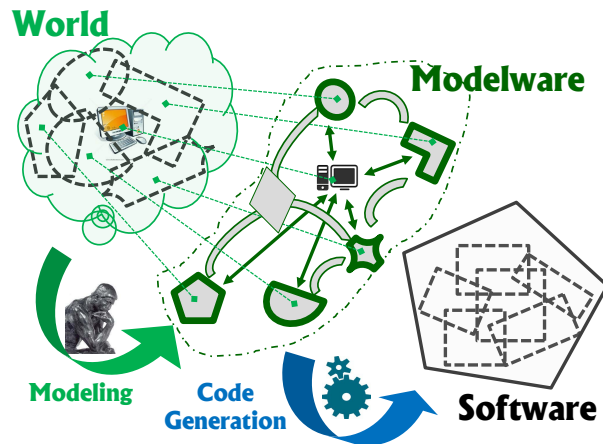 World
Modelware
Modeling
Code
Generation
Software